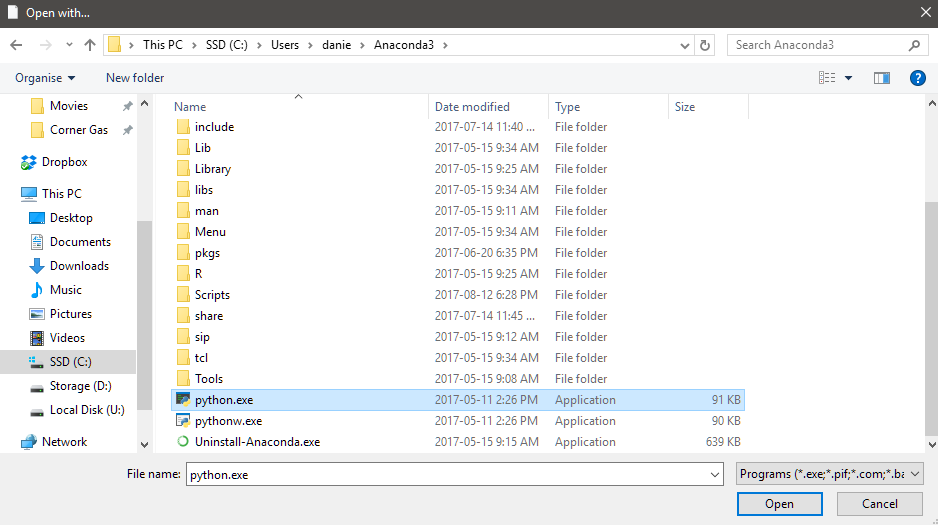 Open with...
This PC > SSD (C:) > Users > danie > Anaconda3 >
Search Anaconda3
Organise
New folder
Movies
Corner Gas
Dropbox
This PC
Desktop
Documents
Downloads
Music
Pictures
Videos
SSD (C:)
Storage (D:)
Local Disk (U:)
Network
Name Date modified Type Size
include 2017-07-14 11:40 ... File folder
Lib 2017-05-15 9:34 AM File folder
Library 2017-05-15 9:25 AM File folder
libs 2017-05-15 9:34 AM File folder
man 2017-05-15 9:11 AM File folder
Menu 2017-05-15 9:34 AM File folder
pkgs 2017-06-20 6:35 PM File folder
R 2017-05-15 9:25 AM File folder
Scripts 2017-08-12 6:28 PM File folder
share 2017-07-14 11:45 ... File folder
sip 2017-05-15 9:12 AM File folder
tcl 2017-05-15 9:34 AM File folder
Tools 2017-05-15 9:08 AM File folder
python.exe 2017-05-11 2:26 PM Application 91 KB
pythonw.exe 2017-05-11 2:26 PM Application 90 KB
Uninstall-Anaconda.exe 2017-05-15 9:15 AM Application 639 KB
File name: python.exe
Programs (*.exe;*.pif;*.com;*.ba
Open
Cancel